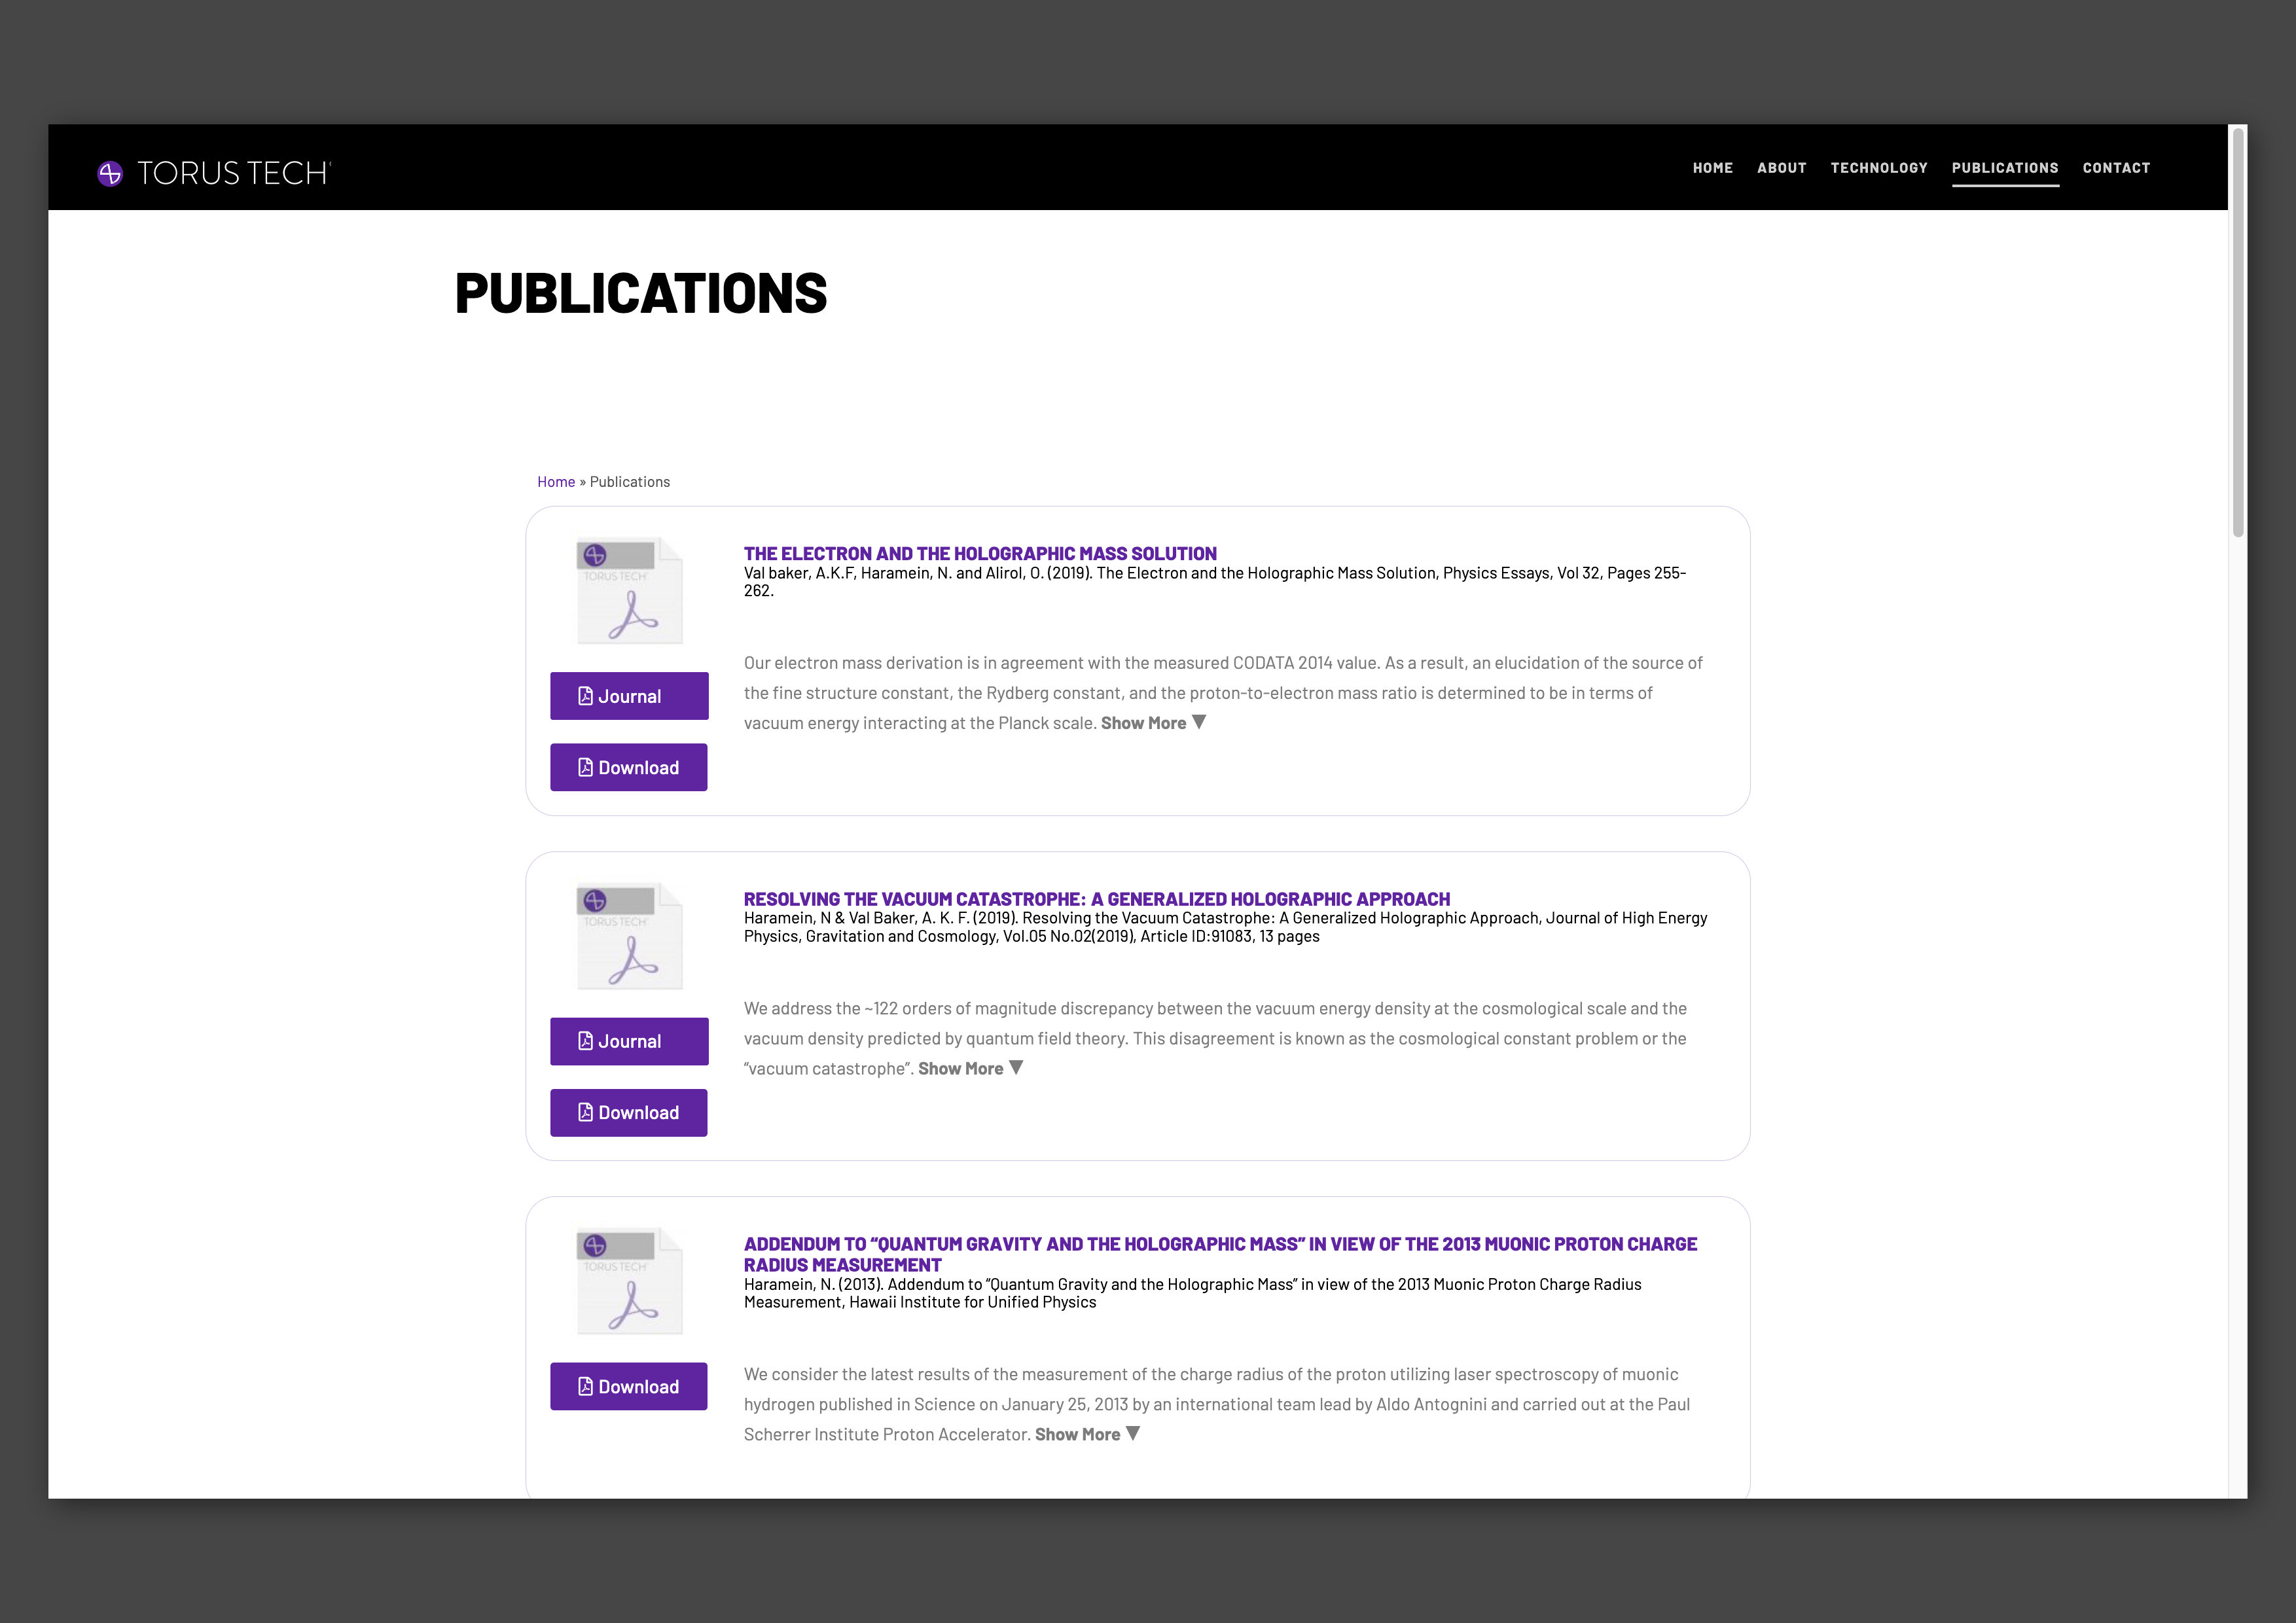 TORUS TECH
HOME ABOUT TECHNOLOGY PUBLICATIONS CONTACT
PUBLICATIONS
Home » Publications
TORUS TECH
Journal
Download
THE ELECTRON AND THE HOLOGRAPHIC MASS SOLUTION
Val baker, A.K.F, Haramein, N. and Alirol, O. (2019). The Electron and the Holographic Mass Solution, Physics Essays, Vol 32, Pages 255-
262.
Our electron mass derivation is in agreement with the measured CODATA 2014 value. As a result, an elucidation of the source of
the fine structure constant, the Rydberg constant, and the proton-to-electron mass ratio is determined to be in terms of
vacuum energy interacting at the Planck scale. Show More ▼
TORUS TECH
Journal
Download
RESOLVING THE VACUUM CATASTROPHE: A GENERALIZED HOLOGRAPHIC APPROACH
Haramein, N & Val Baker, A. K. F. (2019). Resolving the Vacuum Catastrophe: A Generalized Holographic Approach, Journal of High Energy
Physics, Gravitation and Cosmology, Vol.05 No.02(2019), Article ID:91083, 13 pages
We address the ~122 orders of magnitude discrepancy between the vacuum energy density at the cosmological scale and the
vacuum density predicted by quantum field theory. This disagreement is known as the cosmological constant problem or the
“vacuum catastrophe”. Show More ▼
TORUS TECH
Download
ADDENDUM TO “QUANTUM GRAVITY AND THE HOLOGRAPHIC MASS” IN VIEW OF THE 2013 MUONIC PROTON CHARGE
RADIUS MEASUREMENT
Haramein, N. (2013). Addendum to “Quantum Gravity and the Holographic Mass” in view of the 2013 Muonic Proton Charge Radius
Measurement, Hawaii Institute for Unified Physics
We consider the latest results of the measurement of the charge radius of the proton utilizing laser spectroscopy of muonic
hydrogen published in Science on January 25, 2013 by an international team lead by Aldo Antognini and carried out at the Paul
Scherrer Institute Proton Accelerator. Show More ▼